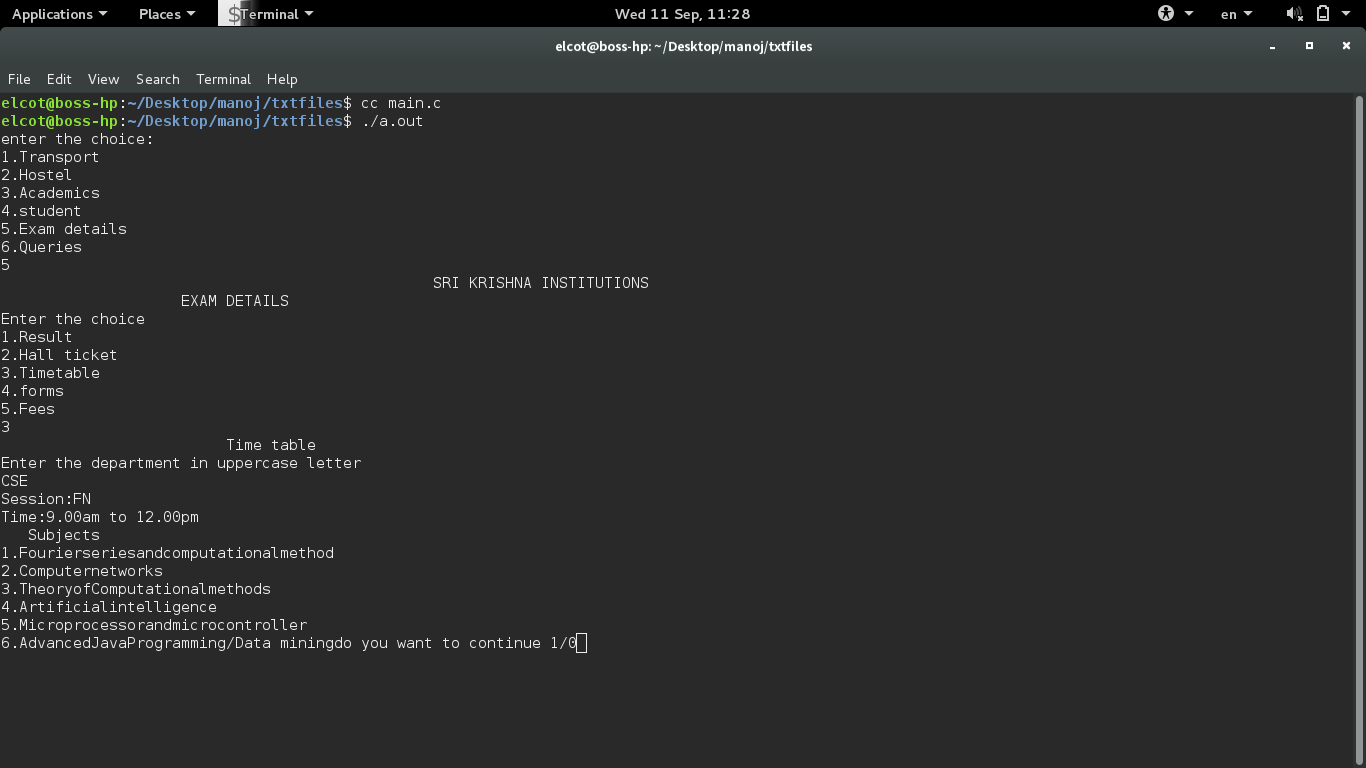 Applications Places $ Terminal Wed 11 Sep, 11:28 en
elcot@boss-hp: ~/Desktop/manoj/txtfiles
File Edit View Search Terminal Help
elcot@boss-hp:~/Desktop/manoj/txtfiles$ cc main.c
elcot@boss-hp:~/Desktop/manoj/txtfiles$ ./a.out
enter the choice:
1.Transport
2.Hostel
3.Academics
4.student
5.Exam details
6.Queries
5
SRI KRISHNA INSTITUTIONS
EXAM DETAILS
Enter the choice
1.Result
2.Hall ticket
3.Timetable
4.forms
5.Fees
3
Time table
Enter the department in uppercase letter
CSE
Session:FN
Time:9.00am to 12.00pm
Subjects
1.Fourierseriesandcomputationalmethod
2.Computernetworks
3.TheoryofComputationalmethods
4.Artificialintelligence
5.Microprocessorandmicrocontroller
6.AdvancedJavaProgramming/Data miningdo you want to continue 1/0